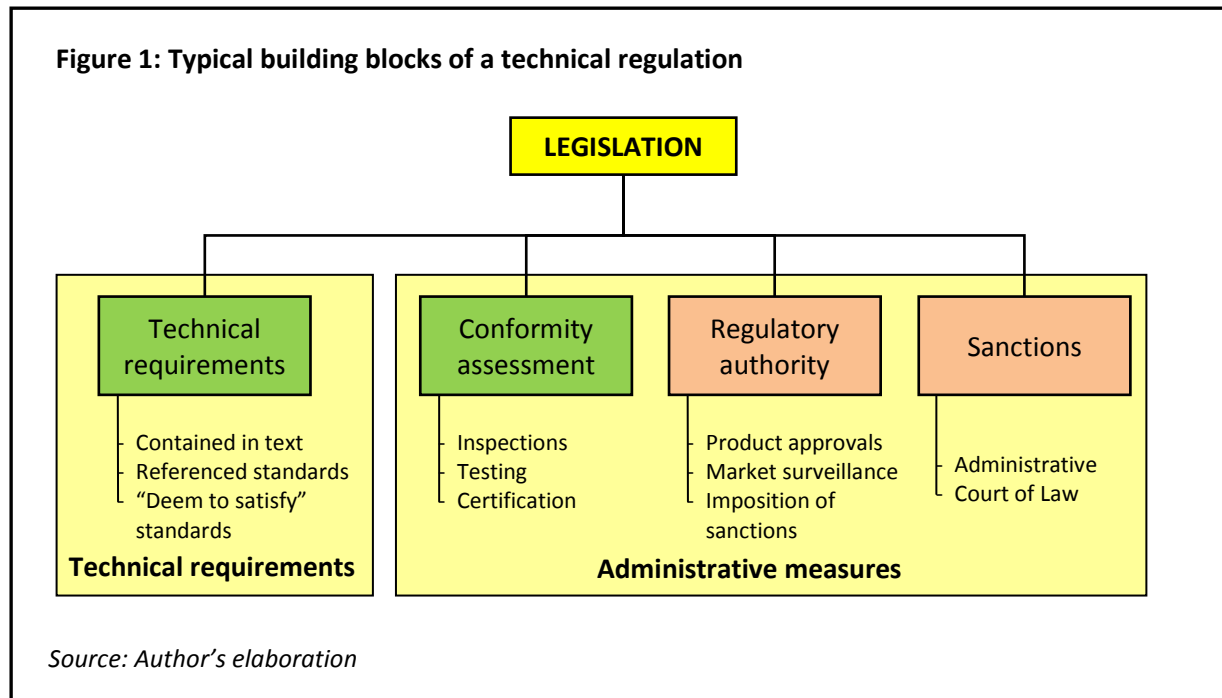 Figure 1: Typical building blocks of a technical regulation
LEGISLATION
Technical
requirements
- Contained in text
- Referenced standards
- “Deem to satisfy”
standards
Technical requirements
Conformity
assessment
- Inspections
- Testing
- Certification
Regulatory
authority
- Product approvals
- Market surveillance
- Imposition of
sanctions
Sanctions
- Administrative
- Court of Law
Administrative measures
Source: Author’s elaboration